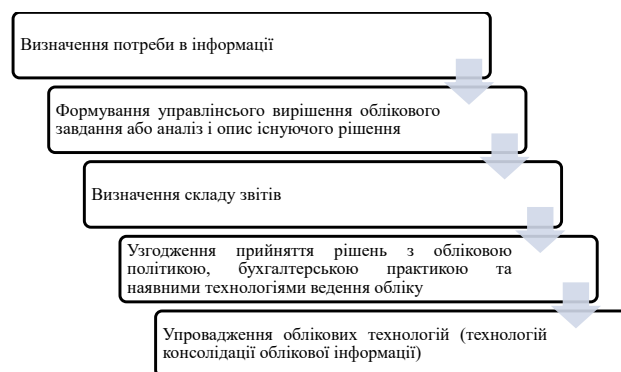 Визначення потреби в інформації
Формування управлінсього вирішення облікового
завдання або аналіз і опис існуючого рішення
Визначення складу звітів
Узгодження прийняття рішень з обліковою
політикою, бухгалтерською практикою та
наявними технологіями ведення обліку
Упровадження облікових технологій (технологій
консолідації облікової інформації)